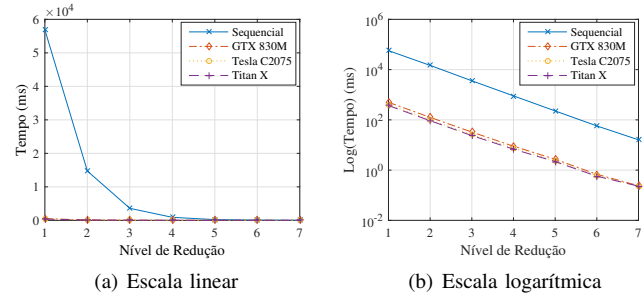 6 ×10⁴
5
4
3
2
1
0
1 2 3 4 5 6 7
Tempo (ms)
Nível de Redução
Sequencial
GTX 830M
Tesla C2075
Titan X
(a) Escala linear
10⁶
10⁴
10²
10⁰
10⁻²
1 2 3 4 5 6 7
Log(Tempo) (ms)
Nível de Redução
Sequencial
GTX 830M
Tesla C2075
Titan X
(b) Escala logarítmica